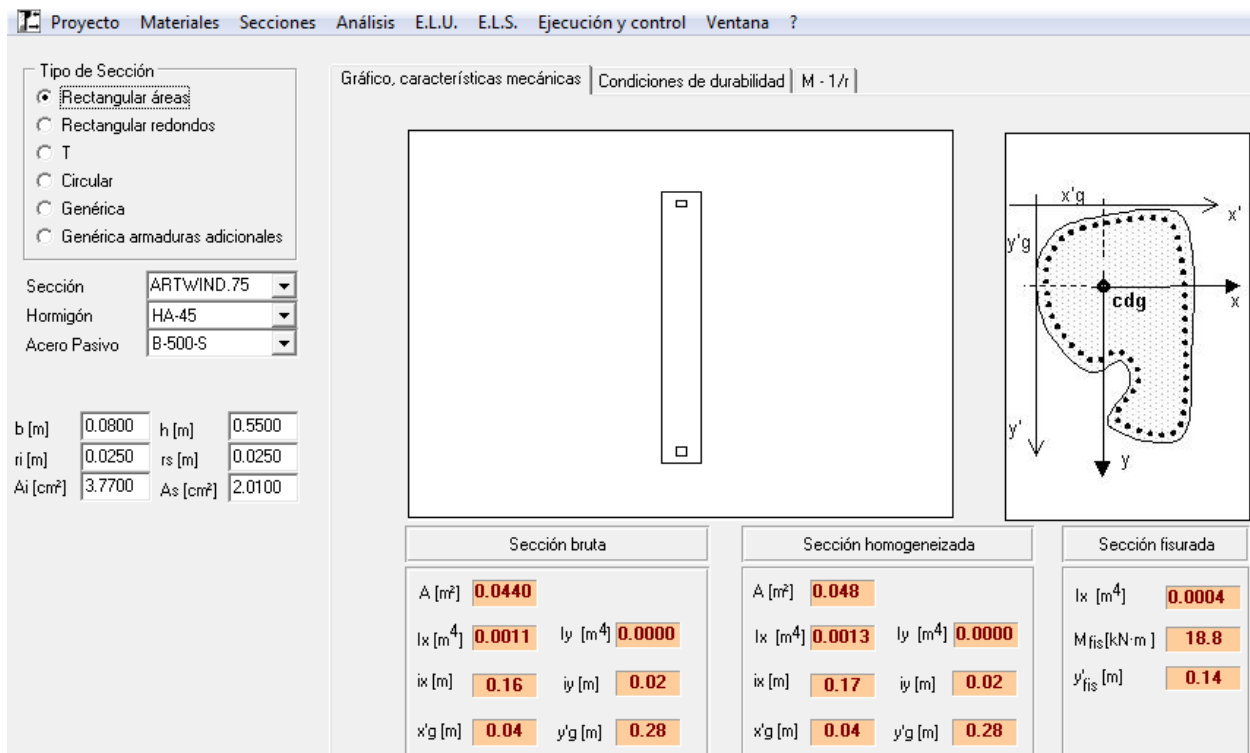 Proyecto Materiales Secciones Análisis E.L.U. E.L.S. Ejecución y control Ventana ?
Tipo de Sección
Rectangular áreas
Rectangular redondos
T
Circular
Genérica
Genérica armaduras adicionales
Sección ARTWIND.75
Hormigón HA-45
Acero Pasivo B-500-S
b [m] 0.0800 h [m] 0.5500
ri [m] 0.0250 rs [m] 0.0250
Ai [cm²] 3.7700 As [cm²] 2.0100
Gráfico, características mecánicas Condiciones de durabilidad M - 1/r
x'g
x'
y'g
cdg
x
y'
y
Sección bruta
A [m²] 0.0440
Ix [m4] 0.0011 Iy [m4] 0.0000
ix [m] 0.16 iy [m] 0.02
x'g [m] 0.04 y'g [m] 0.28
Sección homogeneizada
A [m²] 0.048
Ix [m4] 0.0013 Iy [m4] 0.0000
ix [m] 0.17 iy [m] 0.02
x'g [m] 0.04 y'g [m] 0.28
Sección fisurada
Ix [m4] 0.0004
Mfis[kN·m ] 18.8
y'fis [m] 0.14